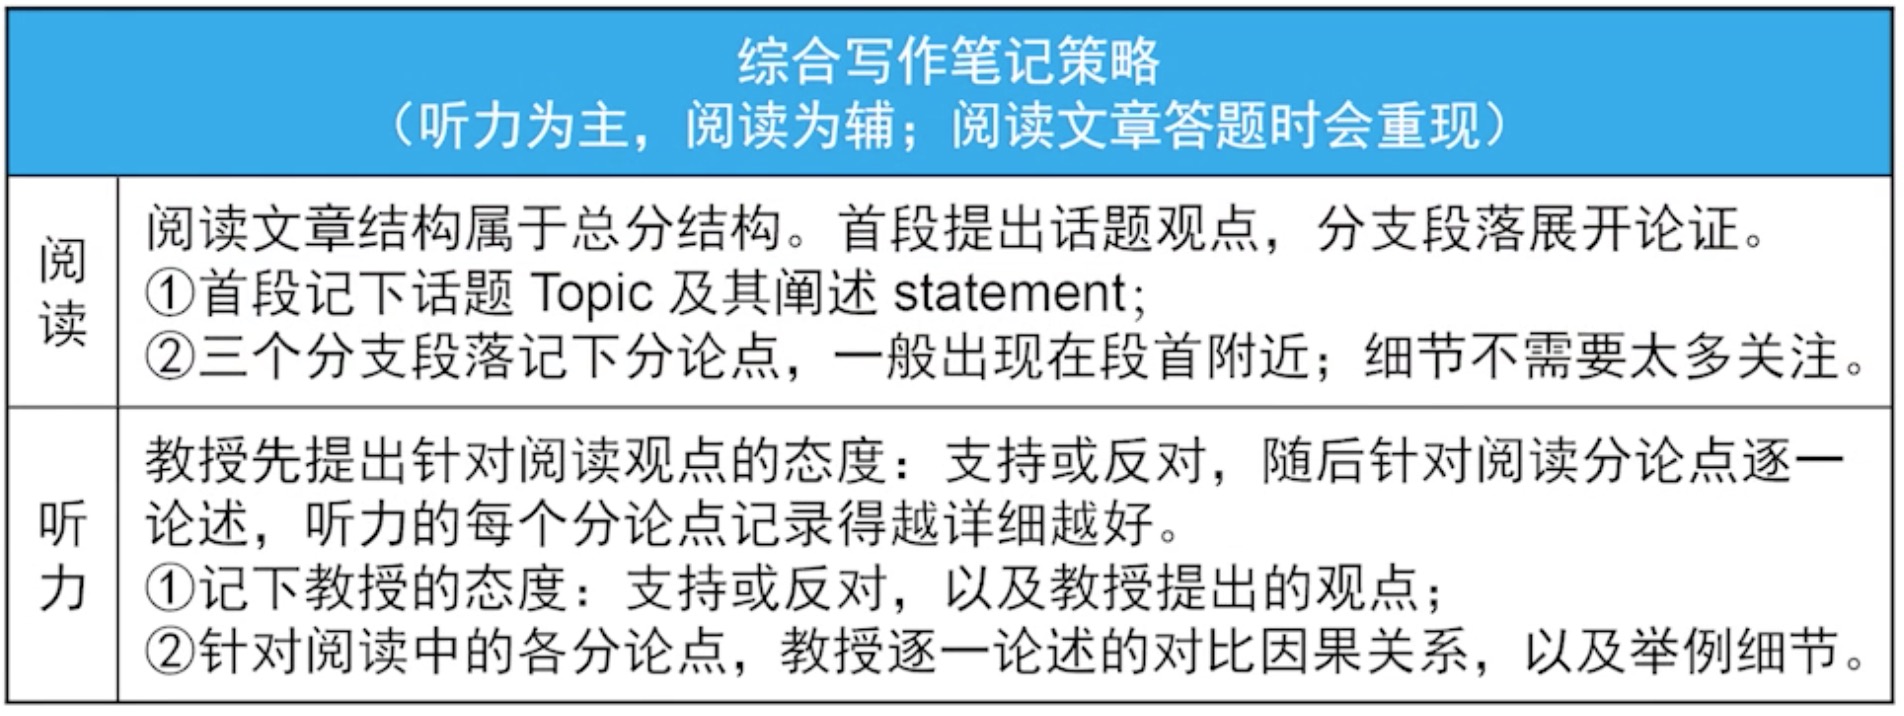 综合写作笔记策略
（听力为主，阅读为辅；阅读文章答题时会重现）
阅读
阅读文章结构属于总分结构。首段提出话题观点，分支段落展开论证。
①首段记下话题 Topic 及其阐述 statement；
②三个分支段落记下分论点，一般出现在段首附近；细节不需要太多关注。
听力
教授先提出针对阅读观点的态度：支持或反对，随后针对阅读分论点逐一
论述，听力的每个分论点记录得越详细越好。
①记下教授的态度：支持或反对，以及教授提出的观点；
②针对阅读中的各分论点，教授逐一论述的对比因果关系，以及举例细节。